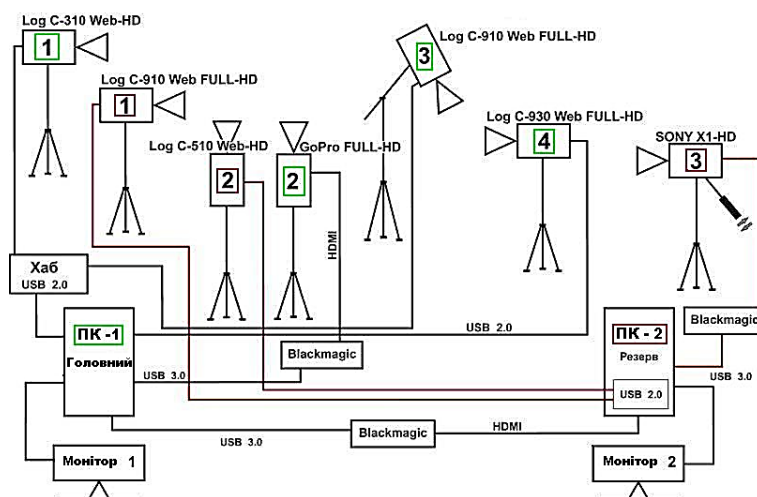 Log C-310 Web-HD
1
Log C-910 Web FULL-HD
3
Log C-910 Web FULL-HD
1
Log C-930 Web FULL-HD
4
Log C-510 Web-HD
2
GoPro FULL-HD
2
SONY X1-HD
3
HDMI
Хаб
USB 2.0
ПК -1
Головний
USB 2.0
Blackmagic
USB 3.0
ПК - 2
Резерв
USB 2.0
Blackmagic
USB 3.0
USB 3.0
Blackmagic
HDMI
Монітор 1
Монітор 2